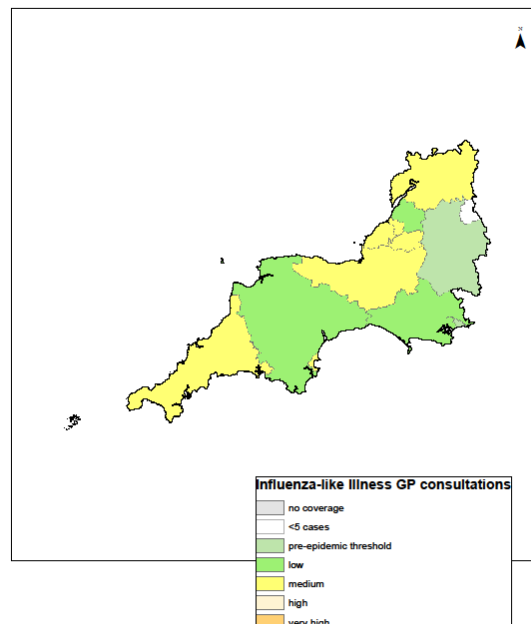 N
Influenza-like Illness GP consultations
no coverage
<5 cases
pre-epidemic threshold
low
medium
high
very high